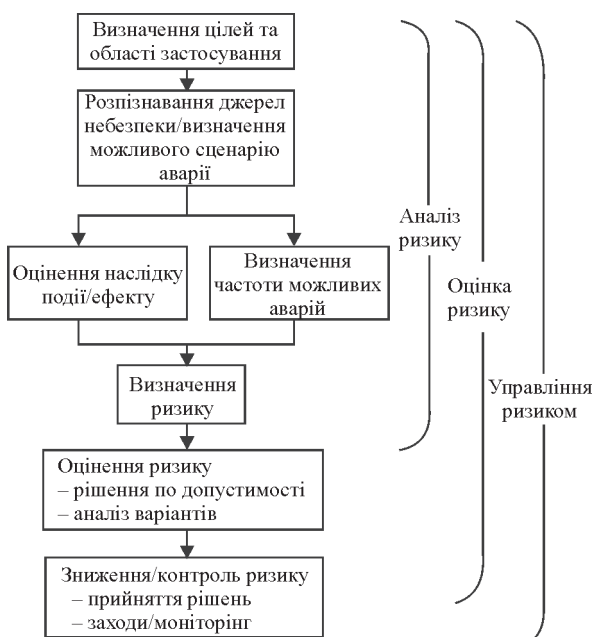 Визначення цілей та
області застосування
Розпізнавання джерел
небезпеки/визначення
можливого сценарію
аварії
Оцінення наслідку
події/ефекту
Визначення
частоти можливих
аварій
Визначення
ризику
Оцінення ризику
– рішення по допустимості
– аналіз варіантів
Зниження/контроль ризику
– прийняття рішень
– заходи/моніторінг
Аналіз
ризику
Оцінка
ризику
Управління
ризиком